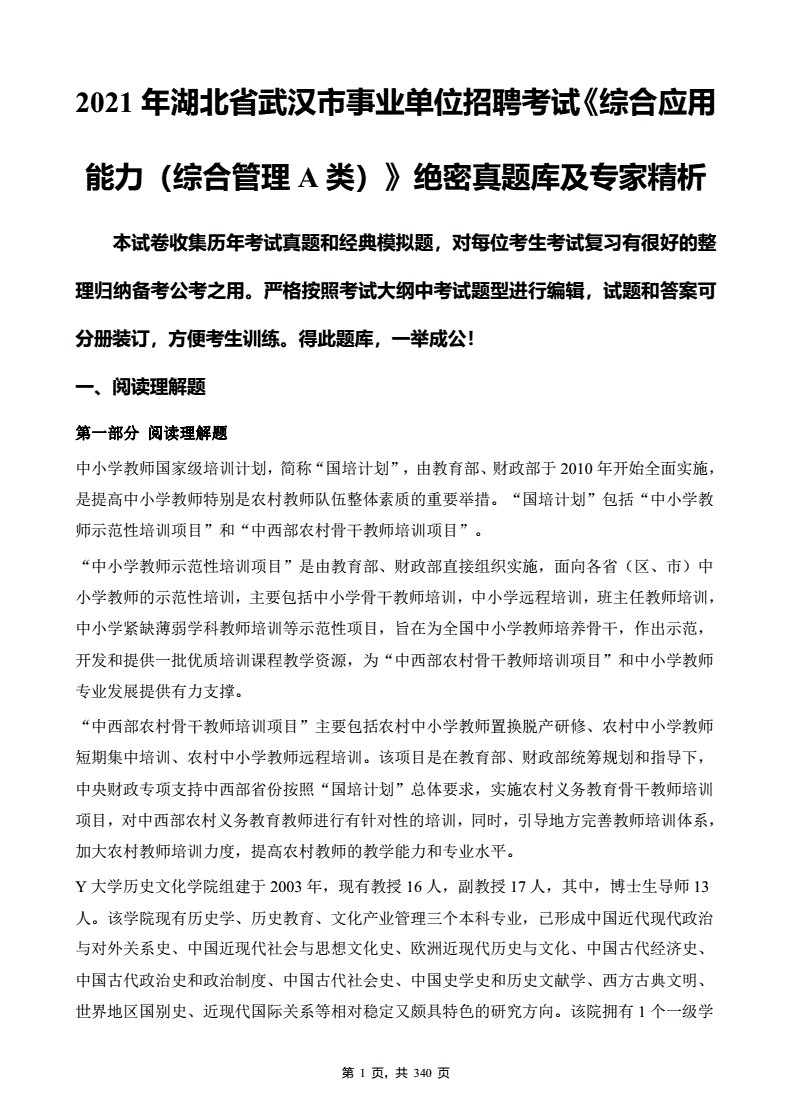 2021 年湖北省武汉市事业单位招聘考试《综合应用
能力（综合管理 A 类）》绝密真题库及专家精析
本试卷收集历年考试真题和经典模拟题，对每位考生考试复习有很好的整
理归纳备考公考之用。严格按照考试大纲中考试题型进行编辑，试题和答案可
分册装订，方便考生训练。得此题库，一举成公！
一、阅读理解题
第一部分 阅读理解题
中小学教师国家级培训计划，简称“国培计划”，由教育部、财政部于 2010 年开始全面实施，
是提高中小学教师特别是农村教师队伍整体素质的重要举措。“国培计划”包括“中小学教
师示范性培训项目”和“中西部农村骨干教师培训项目”。
“中小学教师示范性培训项目”是由教育部、财政部直接组织实施，面向各省（区、市）中
小学教师的示范性培训，主要包括中小学骨干教师培训，中小学远程培训，班主任教师培训，
中小学紧缺薄弱学科教师培训等示范性项目，旨在为全国中小学教师培养骨干，作出示范，
开发和提供一批优质培训课程教学资源，为“中西部农村骨干教师培训项目”和中小学教师
专业发展提供有力支撑。
“中西部农村骨干教师培训项目”主要包括农村中小学教师置换脱产研修、农村中小学教师
短期集中培训、农村中小学教师远程培训。该项目是在教育部、财政部统筹规划和指导下，
中央财政专项支持中西部省份按照“国培计划”总体要求，实施农村义务教育骨干教师培训
项目，对中西部农村义务教育教师进行有针对性的培训，同时，引导地方完善教师培训体系，
加大农村教师培训力度，提高农村教师的教学能力和专业水平。
Y 大学历史文化学院组建于 2003 年，现有教授 16 人，副教授 17 人，其中，博士生导师 13
人。该学院现有历史学、历史教育、文化产业管理三个本科专业，已形成中国近代现代政治
与对外关系史、中国近现代社会与思想文化史、欧洲近现代历史与文化、中国古代经济史、
中国古代政治史和政治制度、中国古代社会史、中国史学史和历史文献学、西方古典文明、
世界地区国别史、近现代国际关系等相对稳定又颇具特色的研究方向。该院拥有 1 个一级学
第 1 页，共 340 页